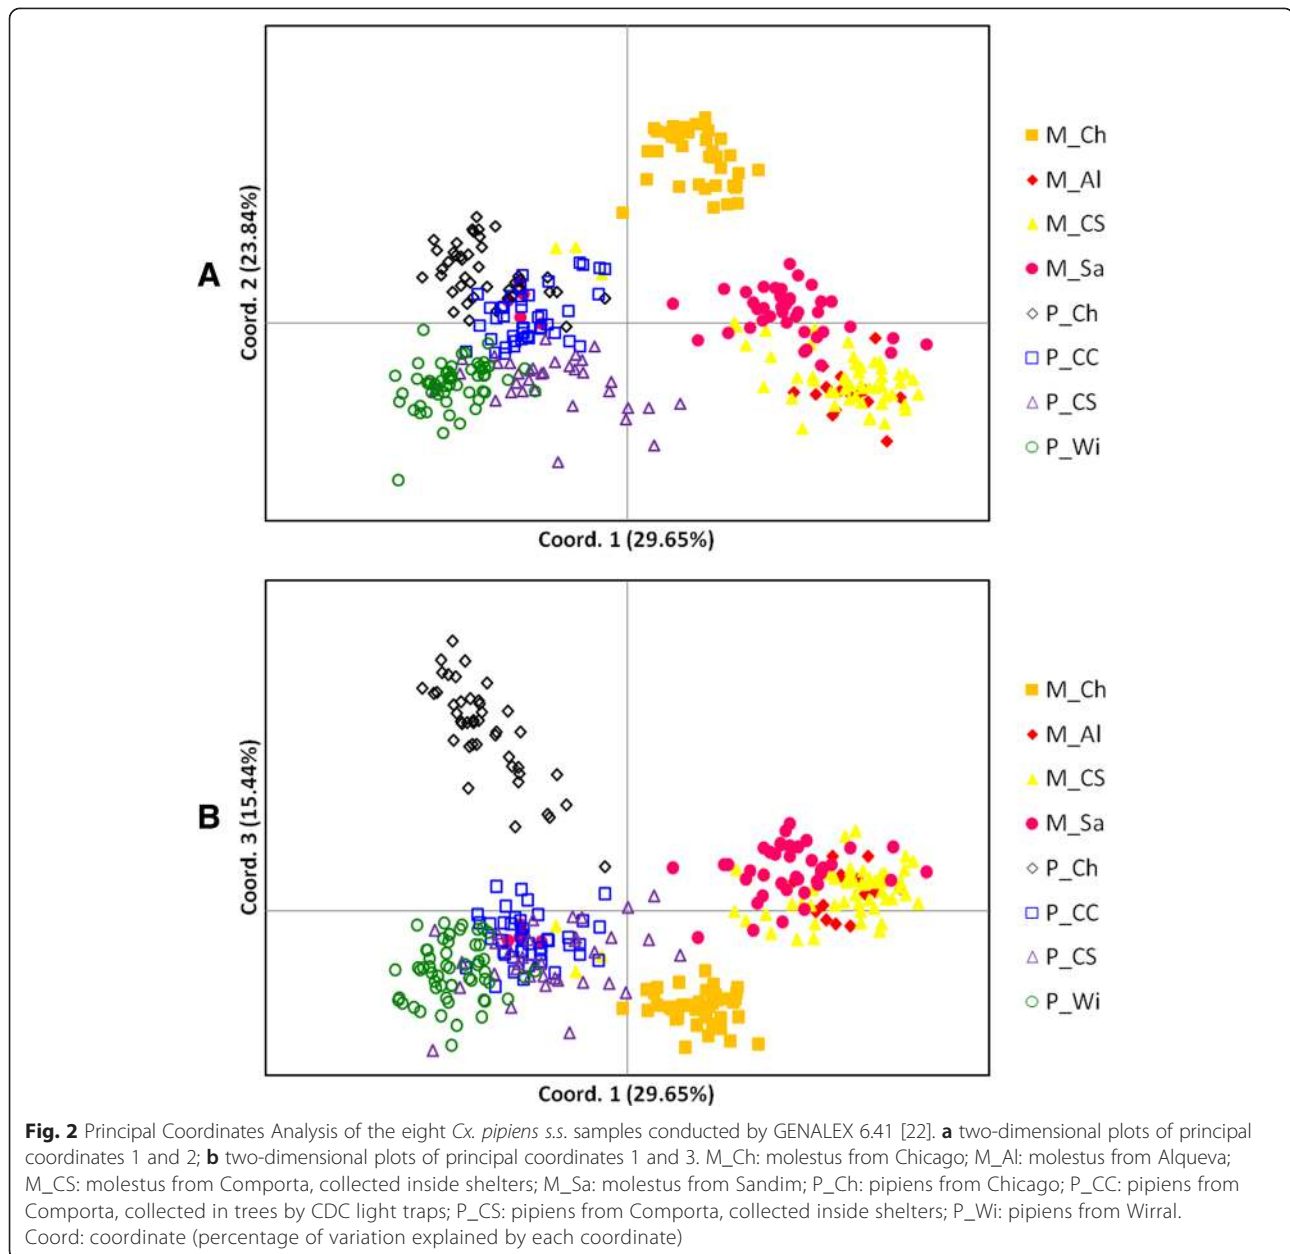 A
Coord. 2 (23.84%)
Coord. 1 (29.65%)
M_Ch
M_Al
M_CS
M_Sa
P_Ch
P_CC
P_CS
P_Wi
B
Coord. 3 (15.44%)
Coord. 1 (29.65%)
M_Ch
M_Al
M_CS
M_Sa
P_Ch
P_CC
P_CS
P_Wi
Fig. 2 Principal Coordinates Analysis of the eight Cx. pipiens s.s. samples conducted by GENALEX 6.41 [22]. a two-dimensional plots of principal
coordinates 1 and 2; b two-dimensional plots of principal coordinates 1 and 3. M_Ch: molestus from Chicago; M_Al: molestus from Alqueva;
M_CS: molestus from Comporta, collected inside shelters; M_Sa: molestus from Sandim; P_Ch: pipiens from Chicago; P_CC: pipiens from
Comporta, collected in trees by CDC light traps; P_CS: pipiens from Comporta, collected inside shelters; P_Wi: pipiens from Wirral.
Coord: coordinate (percentage of variation explained by each coordinate)